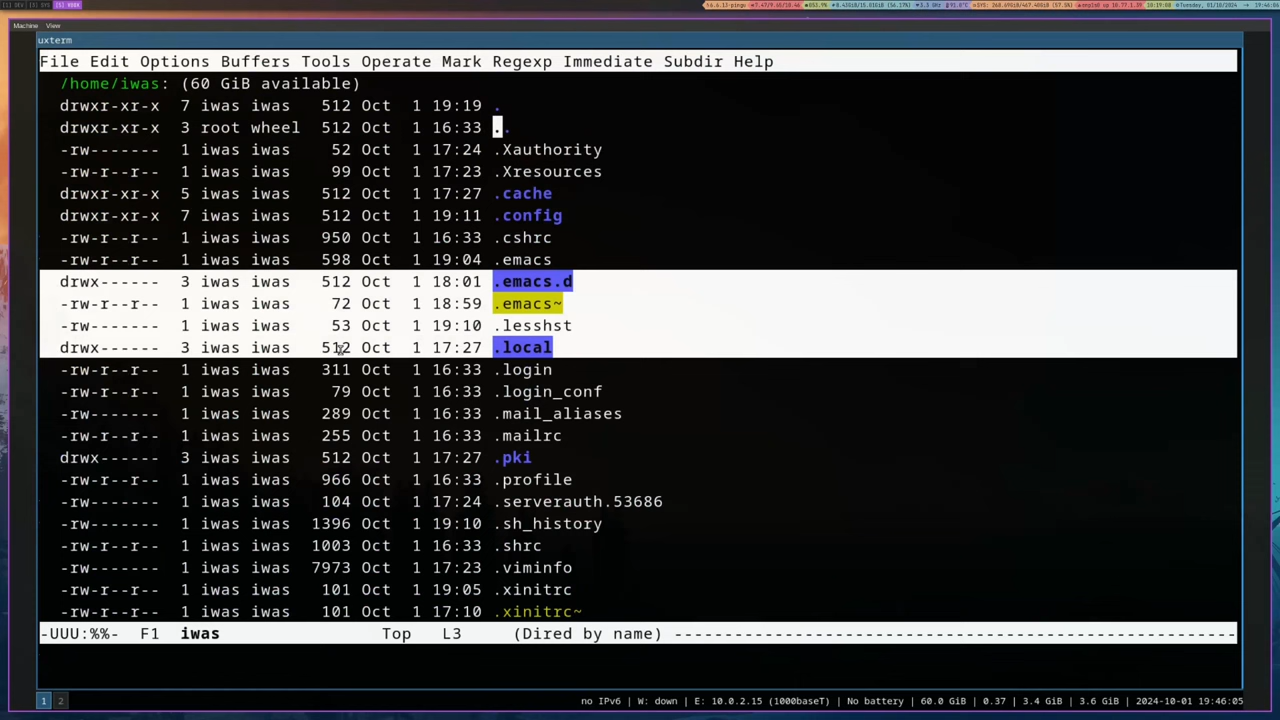 [1] DEV [3] SYS [5] WORK
Machine View
uxterm
File Edit Options Buffers Tools Operate Mark Regexp Immediate Subdir Help
/home/iwas: (60 GiB available)
drwxr-xr-x 7 iwas iwas 512 Oct 1 19:19 .
drwxr-xr-x 3 root wheel 512 Oct 1 16:33 ..
-rw------- 1 iwas iwas 52 Oct 1 17:24 .Xauthority
-rw-r--r-- 1 iwas iwas 99 Oct 1 17:23 .Xresources
drwxr-xr-x 5 iwas iwas 512 Oct 1 17:27 .cache
drwxr-xr-x 7 iwas iwas 512 Oct 1 19:11 .config
-rw-r--r-- 1 iwas iwas 950 Oct 1 16:33 .cshrc
-rw-r--r-- 1 iwas iwas 598 Oct 1 19:04 .emacs
drwx------ 3 iwas iwas 512 Oct 1 18:01 .emacs.d
-rw-r--r-- 1 iwas iwas 72 Oct 1 18:59 .emacs~
-rw------- 1 iwas iwas 53 Oct 1 19:10 .lesshst
drwx------ 3 iwas iwas 512 Oct 1 17:27 .local
-rw-r--r-- 1 iwas iwas 311 Oct 1 16:33 .login
-rw-r--r-- 1 iwas iwas 79 Oct 1 16:33 .login_conf
-rw------- 1 iwas iwas 289 Oct 1 16:33 .mail_aliases
-rw-r--r-- 1 iwas iwas 255 Oct 1 16:33 .mailrc
drwx------ 3 iwas iwas 512 Oct 1 17:27 .pki
-rw-r--r-- 1 iwas iwas 966 Oct 1 16:33 .profile
-rw------- 1 iwas iwas 104 Oct 1 17:24 .serverauth.53686
-rw------- 1 iwas iwas 1396 Oct 1 19:10 .sh_history
-rw-r--r-- 1 iwas iwas 1003 Oct 1 16:33 .shrc
-rw------- 1 iwas iwas 7973 Oct 1 17:23 .viminfo
-rw-r--r-- 1 iwas iwas 101 Oct 1 19:05 .xinitrc
-rw-r--r-- 1 iwas iwas 101 Oct 1 17:10 .xinitrc~
-UUU:%%- F1 iwas Top L3 (Dired by name) ----------------------------------------------------------
1 2 no IPv6 | W: down | E: 10.0.2.15 (1000baseT) | No battery | 60.0 GiB | 0.37 | 3.4 GiB | 3.6 GiB | 2024-10-01 19:46:05